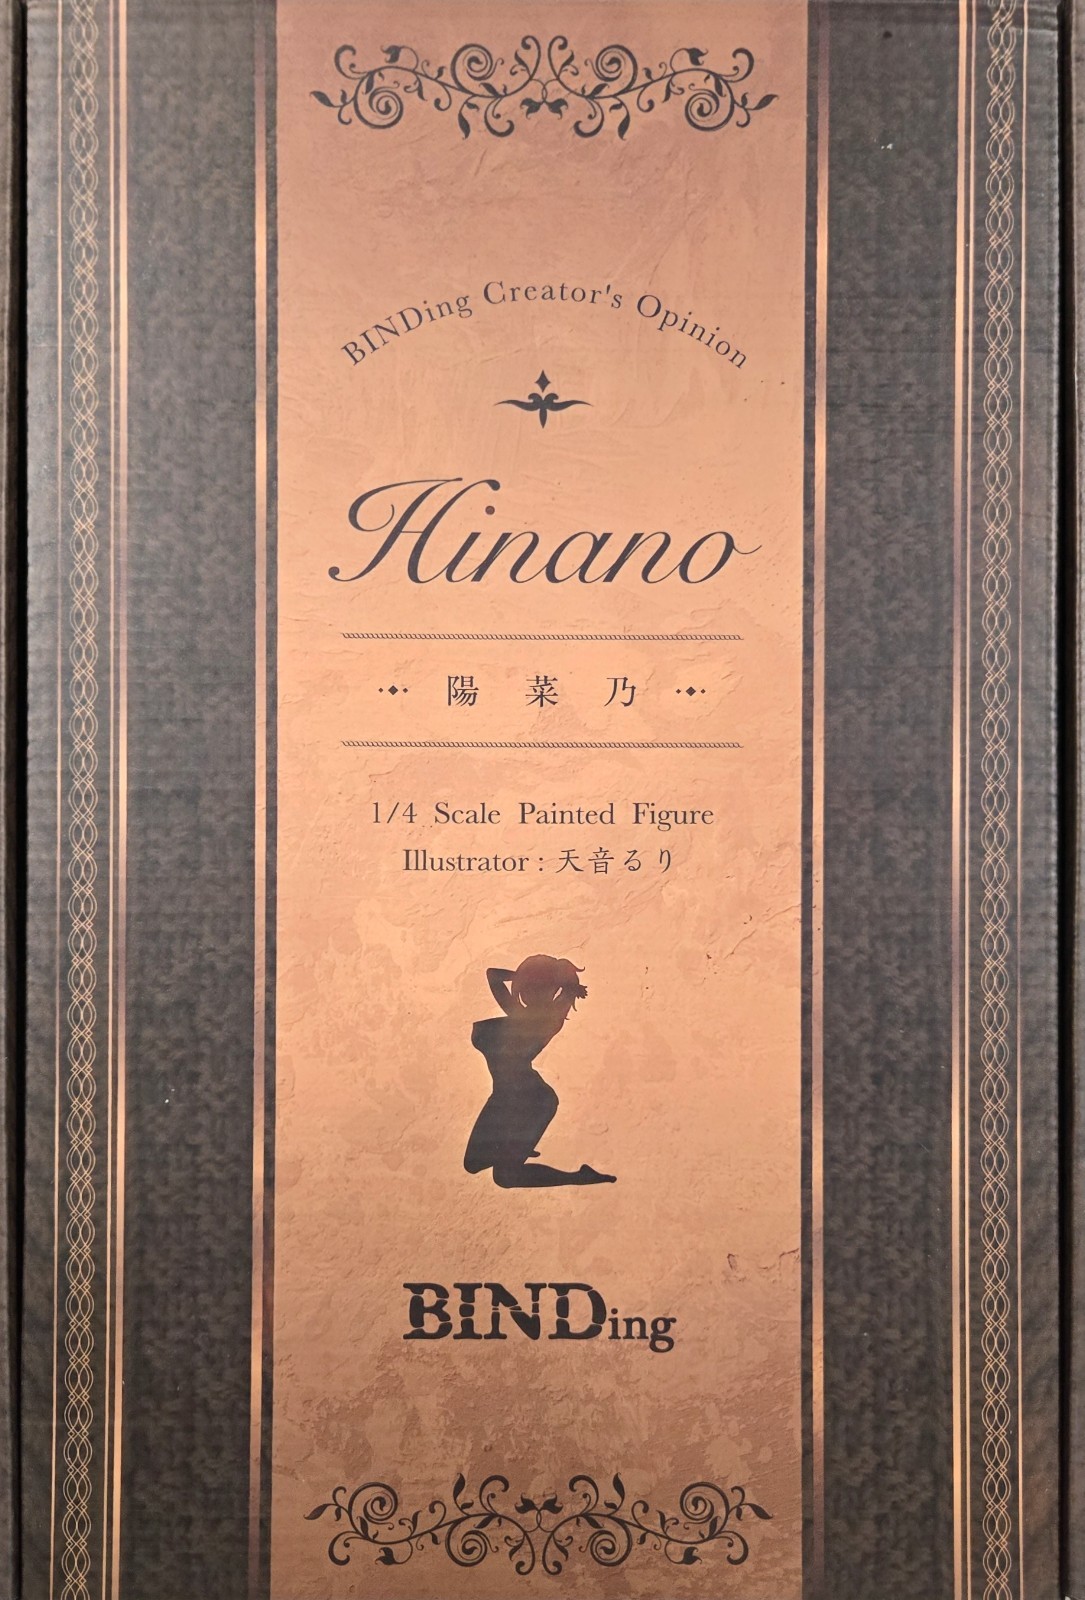 BINDing Creator's Opinion
Hinano
陽菜乃
1/4 Scale Painted Figure
Illustrator : 天音るり
BINDing